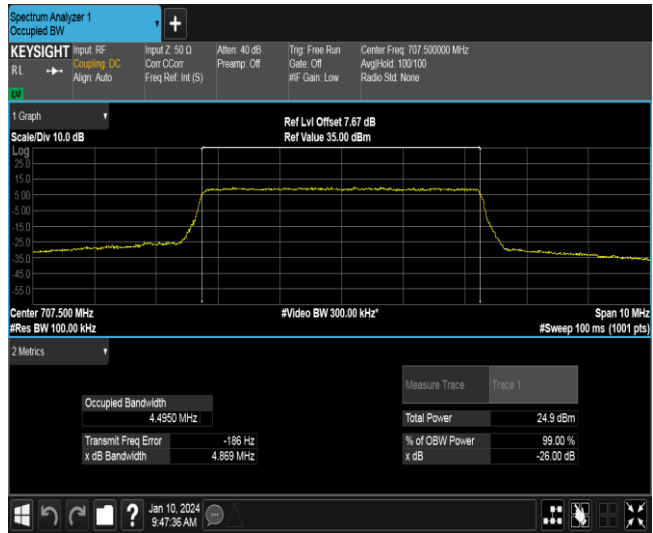 Spectrum Analyzer 1
Occupied BW
+
KEYSIGHT Input: RF Input Z: 50 Ω Atten: 40 dB Trig: Free Run Center Freq: 707.500000 MHz
RL Coupling: DC Corr CCorr Preamp: Off Gate: Off Avg|Hold: 100/100
Align: Auto Freq Ref: Int (S) #IF Gain: Low Radio Std: None
LXI
1 Graph
Ref Lvl Offset 7.67 dB
Scale/Div 10.0 dB Ref Value 35.00 dBm
Log
25.0
15.0
5.00
-5.00
-15.0
-25.0
-35.0
-45.0
-55.0
Center 707.500 MHz #Video BW 300.00 kHz* Span 10 MHz
#Res BW 100.00 kHz #Sweep 100 ms (1001 pts)
2 Metrics
Measure Trace Trace 1
Occupied Bandwidth
4.4950 MHz Total Power 24.9 dBm
Transmit Freq Error -186 Hz % of OBW Power 99.00 %
x dB Bandwidth 4.869 MHz x dB -26.00 dB
? Jan 10, 2024
9:47:36 AM